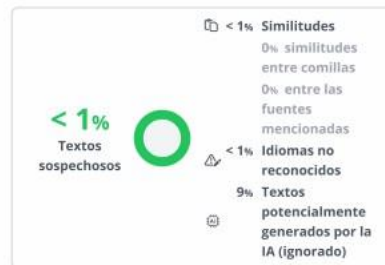 < 1%
Textos
sospechosos
< 1% Similitudes
0% similitudes
entre comillas
0% entre las
fuentes
mencionadas
< 1% Idiomas no
reconocidos
9% Textos
potencialmente
generados por la
IA (ignorado)